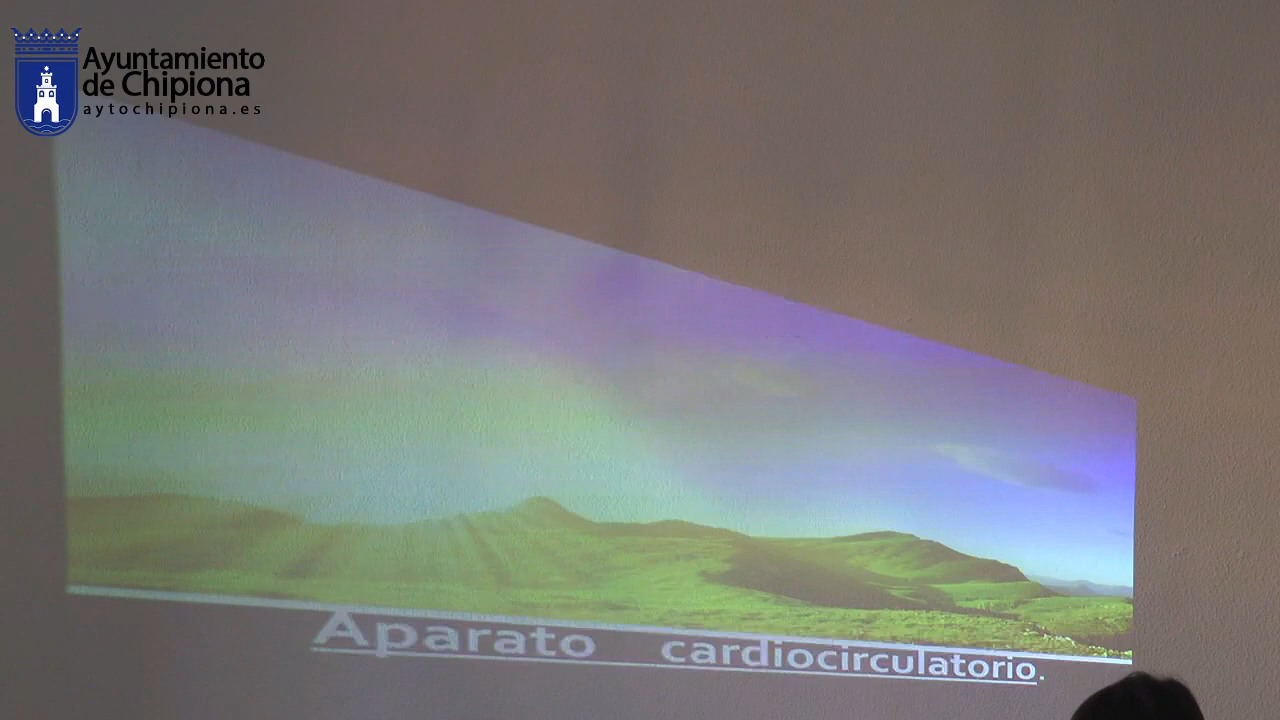 Ayuntamiento
de Chipiona
aytochipiona.es
Aparato cardiocirculatorio.